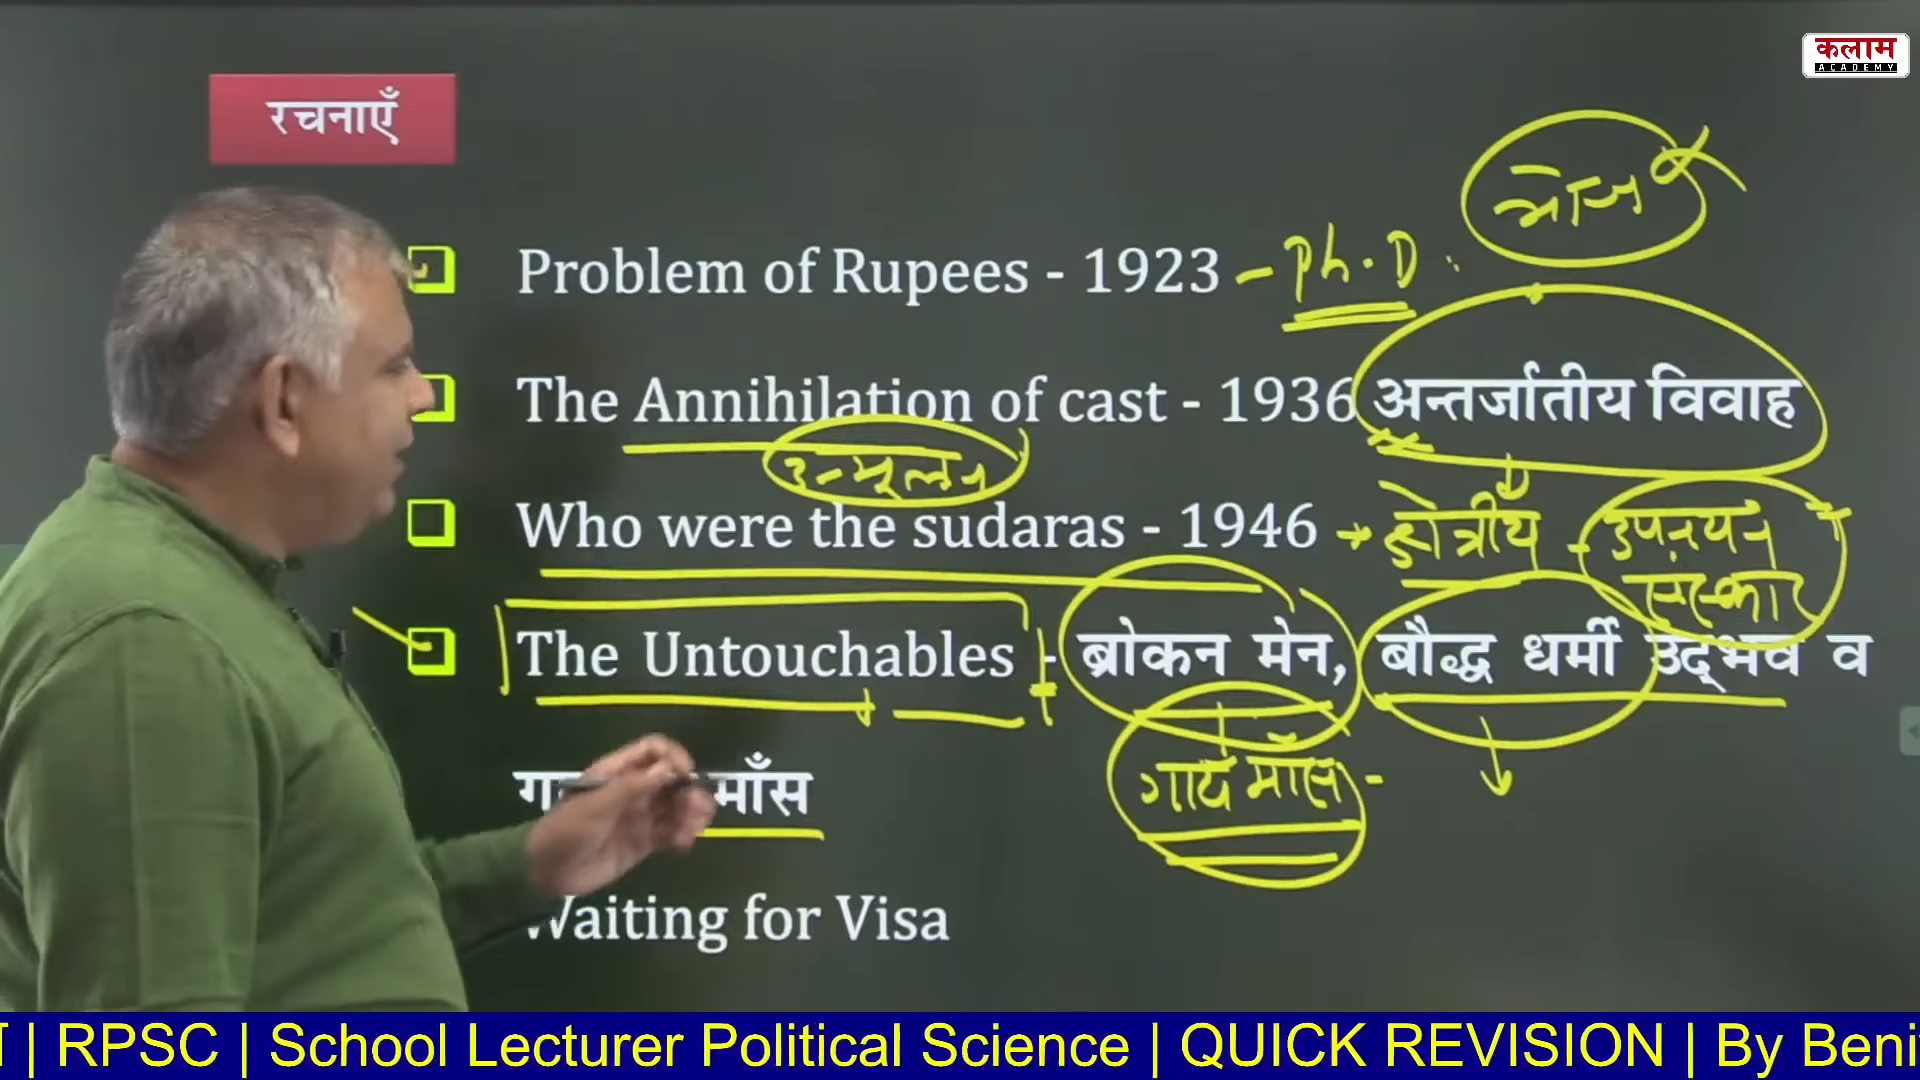 कलाम
ACADEMY
रचनाएँ
Problem of Rupees - 1923 - Ph.D.
The Annihilation of cast - 1936 अन्तर्जातीय विवाह
उन्मूलन
Who were the sudaras - 1946 → क्षेत्रीय - उपनयन
संस्कार
The Untouchables - ब्रोकन मेन, बौद्ध धर्मी उद्भव व
माँस
गाय माँस -
Waiting for Visa
| RPSC | School Lecturer Political Science | QUICK REVISION | By Beni